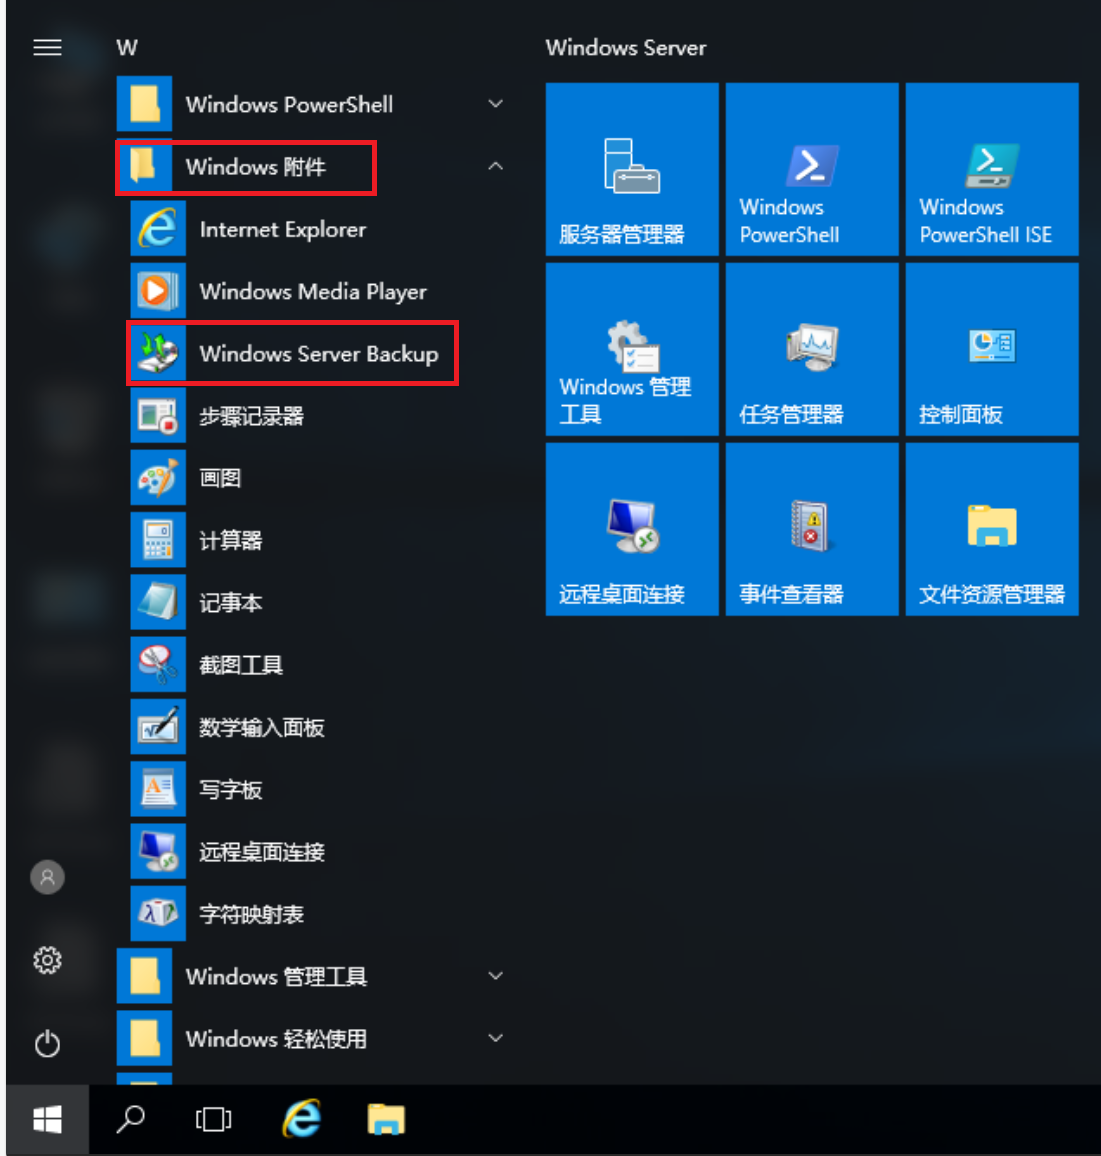 W
Windows PowerShell
Windows 附件
Internet Explorer
Windows Media Player
Windows Server Backup
步骤记录器
画图
计算器
记事本
截图工具
数学输入面板
写字板
远程桌面连接
字符映射表
Windows 管理工具
Windows 轻松使用
Windows Server
服务器管理器
Windows
PowerShell
Windows
PowerShell ISE
Windows 管理
工具
任务管理器
控制面板
远程桌面连接
事件查看器
文件资源管理器